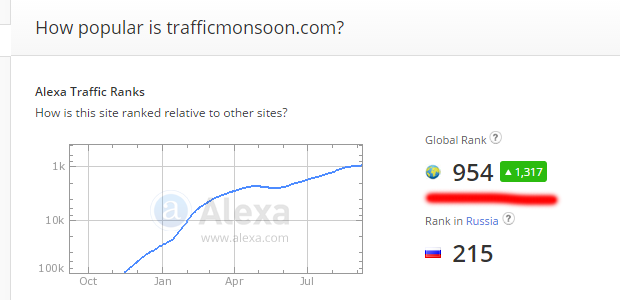 How popular is trafficmonsoon.com?
Alexa Traffic Ranks
How is this site ranked relative to other sites?
Global Rank ?
954 ▲ 1,317
Rank in Russia ?
215
1k
10k
100k
Oct Jan Apr Jul
a Alexa
www.alexa.com